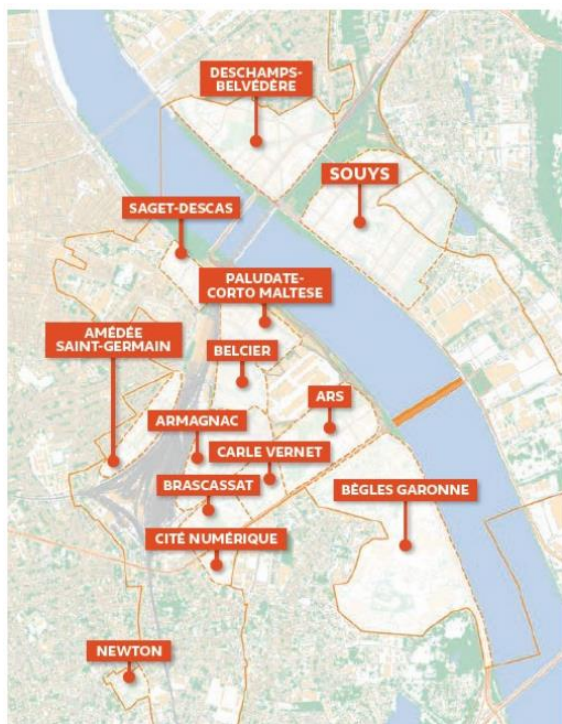 DESCHAMPS-
BELVÉDÈRE
SOUYS
SAGET-DESCAS
PALUDATE-
CORTO MALTESE
AMÉDÉE
SAINT-GERMAIN
BELCIER
ARS
ARMAGNAC
CARLE VERNET
BRASCASSAT
BÈGLES GARONNE
CITÉ NUMÉRIQUE
NEWTON